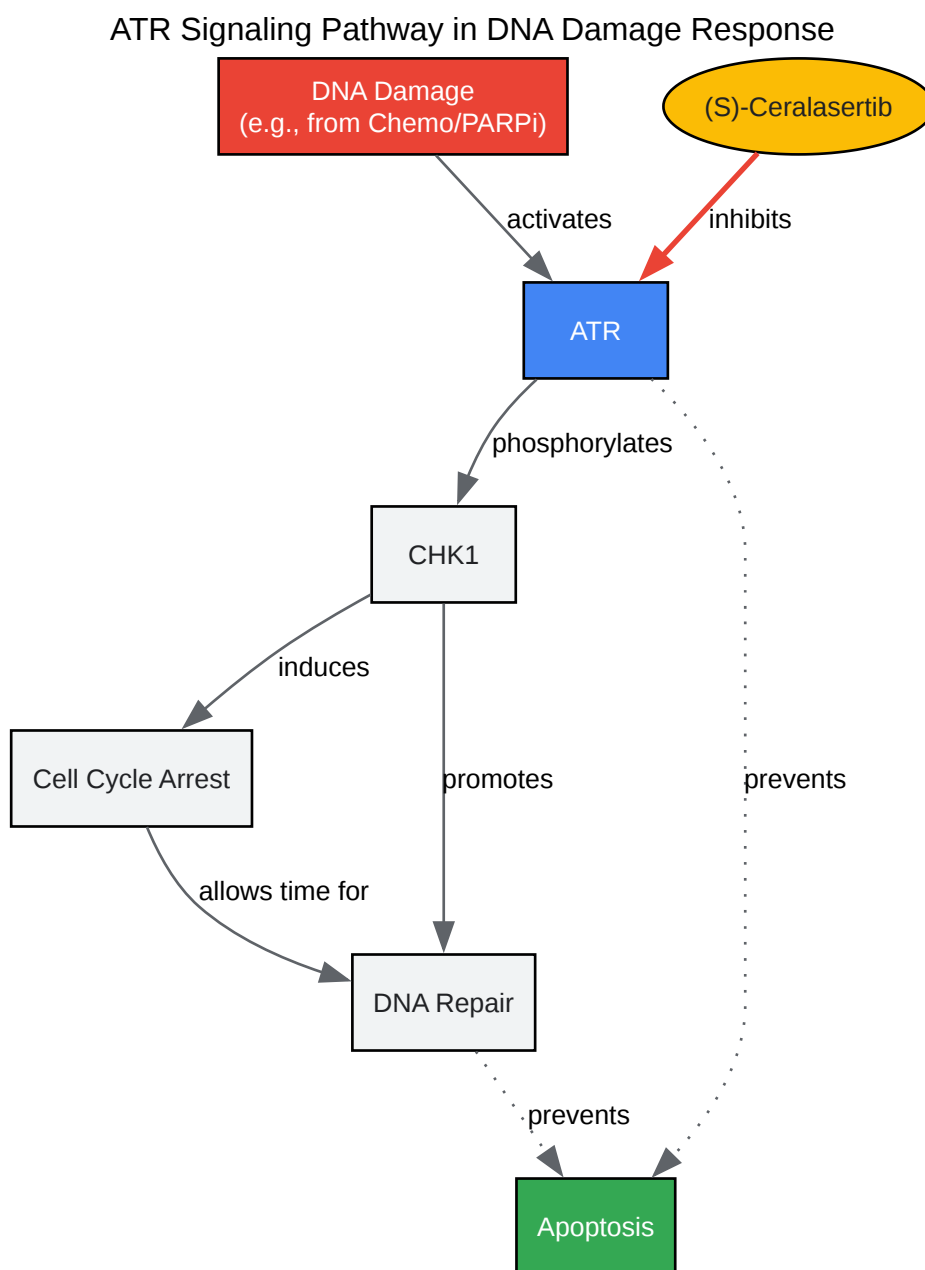 ATR Signaling Pathway in DNA Damage Response
DNA Damage
(e.g., from Chemo/PARPi)
(S)-Ceralasertib
activates
inhibits
ATR
phosphorylates
CHK1
induces
Cell Cycle Arrest
promotes
prevents
allows time for
DNA Repair
prevents
Apoptosis